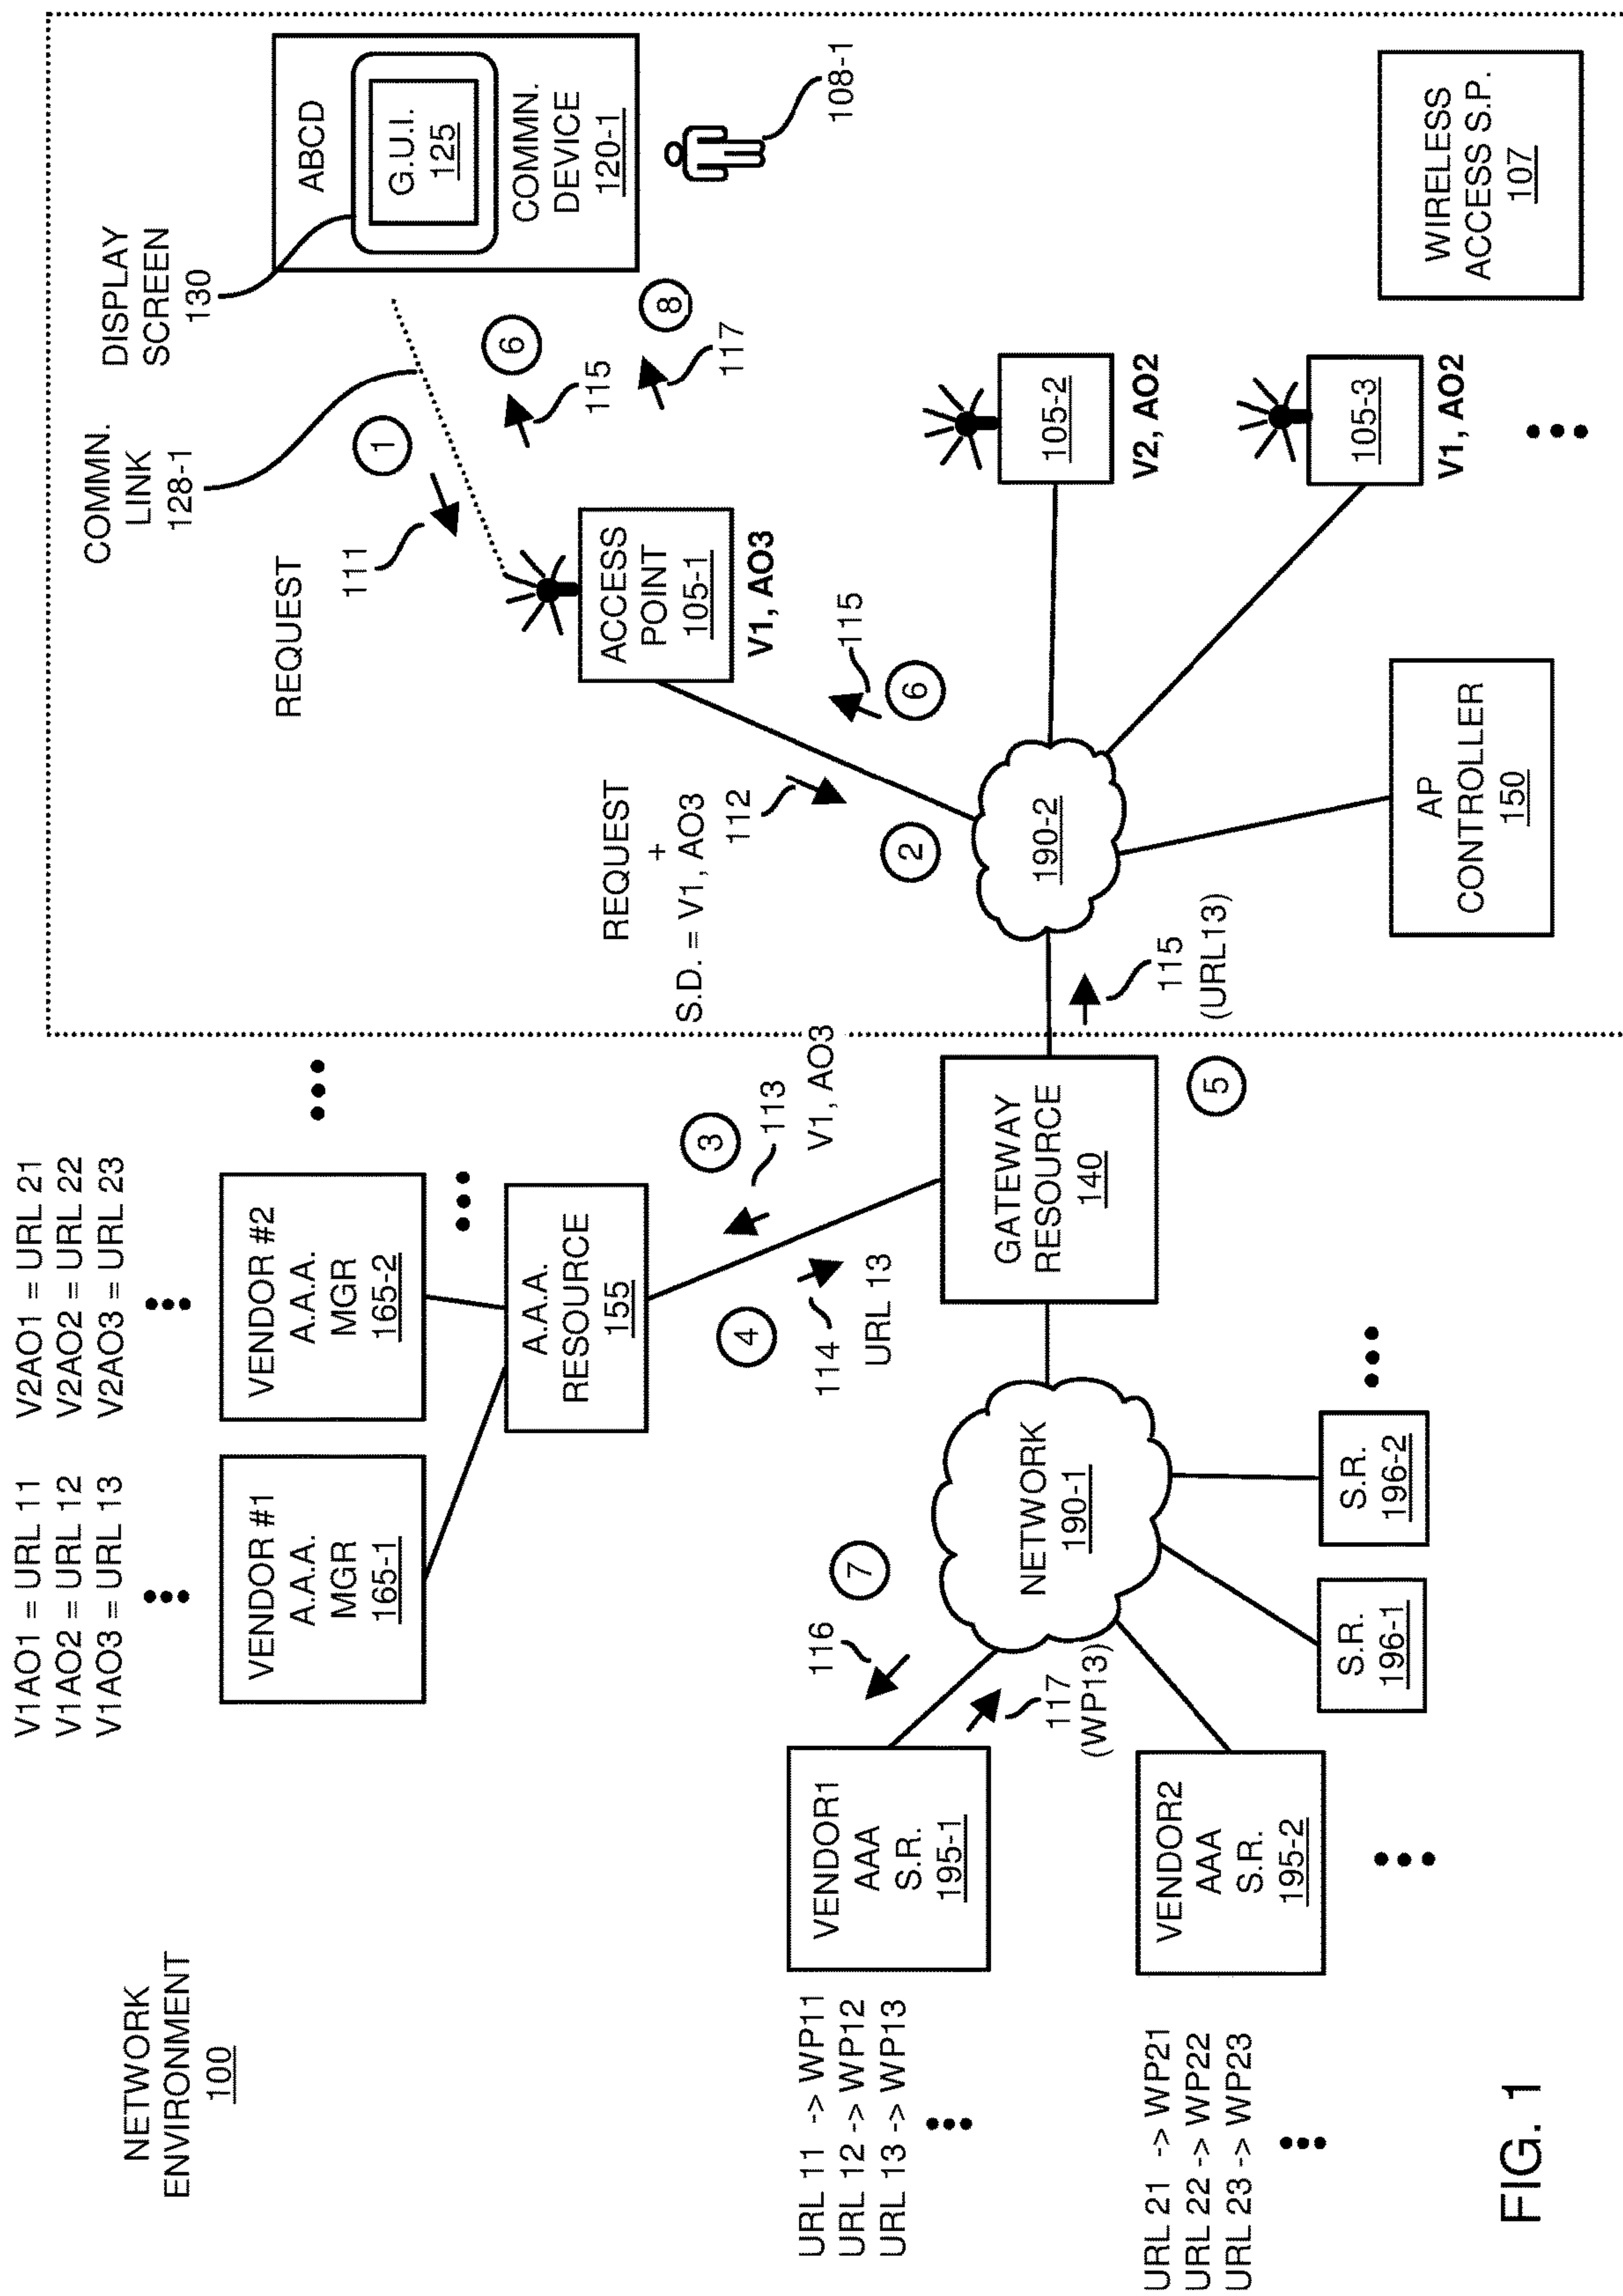 NETWORK
ENVIRONMENT
100
V1AO1 = URL 11
V1AO2 = URL 12
V1AO3 = URL 13
V2AO1 = URL 21
V2AO2 = URL 22
V2AO3 = URL 23
VENDOR #1
A.A.A.
MGR
165-1
VENDOR #2
A.A.A.
MGR
165-2
A.A.A.
RESOURCE
155
COMMN.
LINK
128-1
DISPLAY
SCREEN
130
ABCD
G.U.I.
125
COMMN.
DEVICE
120-1
108-1
REQUEST
111
1
6
115
8
117
ACCESS
POINT
105-1
V1, AO3
REQUEST
+
S.D. = V1, AO3
112
2
115
6
3
113
V1, AO3
4
114
URL 13
URL 11 -> WP11
URL 12 -> WP12
URL 13 -> WP13
VENDOR1
AAA
S.R.
195-1
116
7
117
(WP13)
NETWORK
190-1
GATEWAY
RESOURCE
140
5
115
(URL13)
190-2
105-2
V2, AO2
105-3
V1, AO2
URL 21 -> WP21
URL 22 -> WP22
URL 23 -> WP23
VENDOR2
AAA
S.R.
195-2
S.R.
196-1
S.R.
196-2
AP
CONTROLLER
150
WIRELESS
ACCESS S.P.
107
FIG. 1